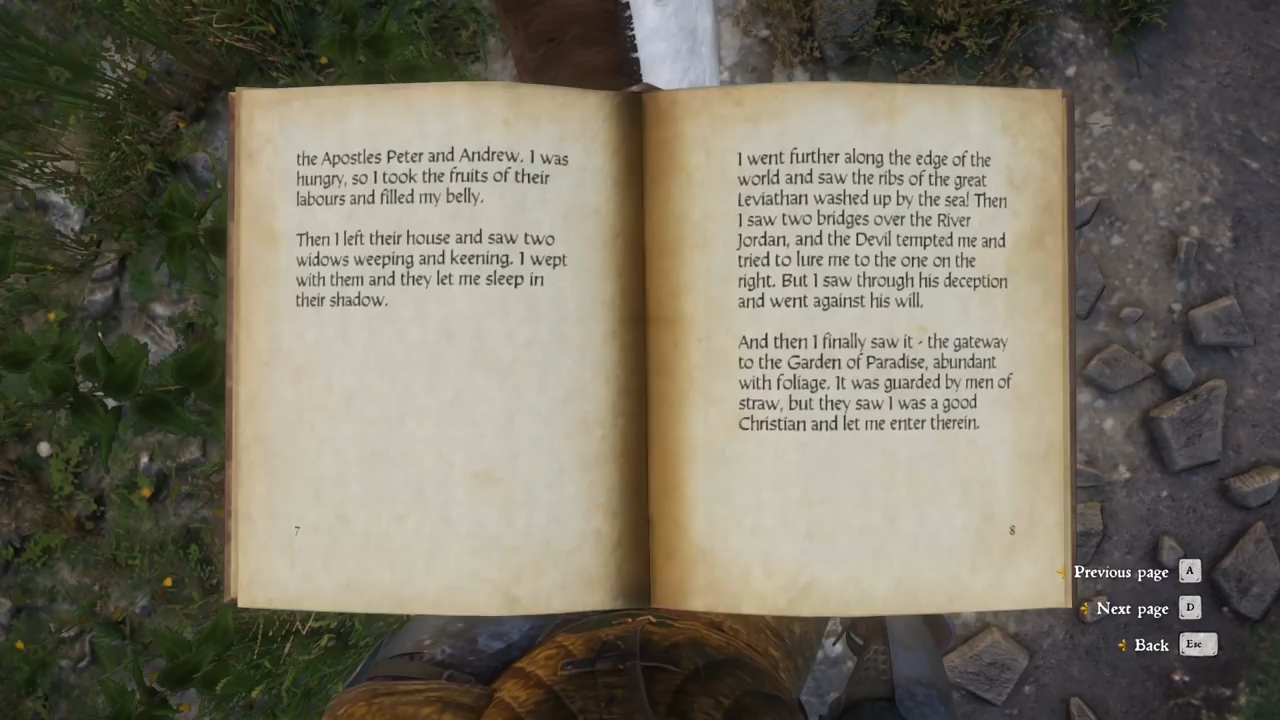 the Apostles Peter and Andrew. I was
hungry, so I took the fruits of their
labours and filled my belly.
Then I left their house and saw two
widows weeping and keening. I wept
with them and they let me sleep in
their shadow.
7
I went further along the edge of the
world and saw the ribs of the great
Leviathan washed up by the sea! Then
I saw two bridges over the River
Jordan, and the Devil tempted me and
tried to lure me to the one on the
right. But I saw through his deception
and went against his will.
And then I finally saw it - the gateway
to the Garden of Paradise, abundant
with foliage. It was guarded by men of
straw, but they saw I was a good
Christian and let me enter therein.
8
Previous page A
Next page D
Back Esc